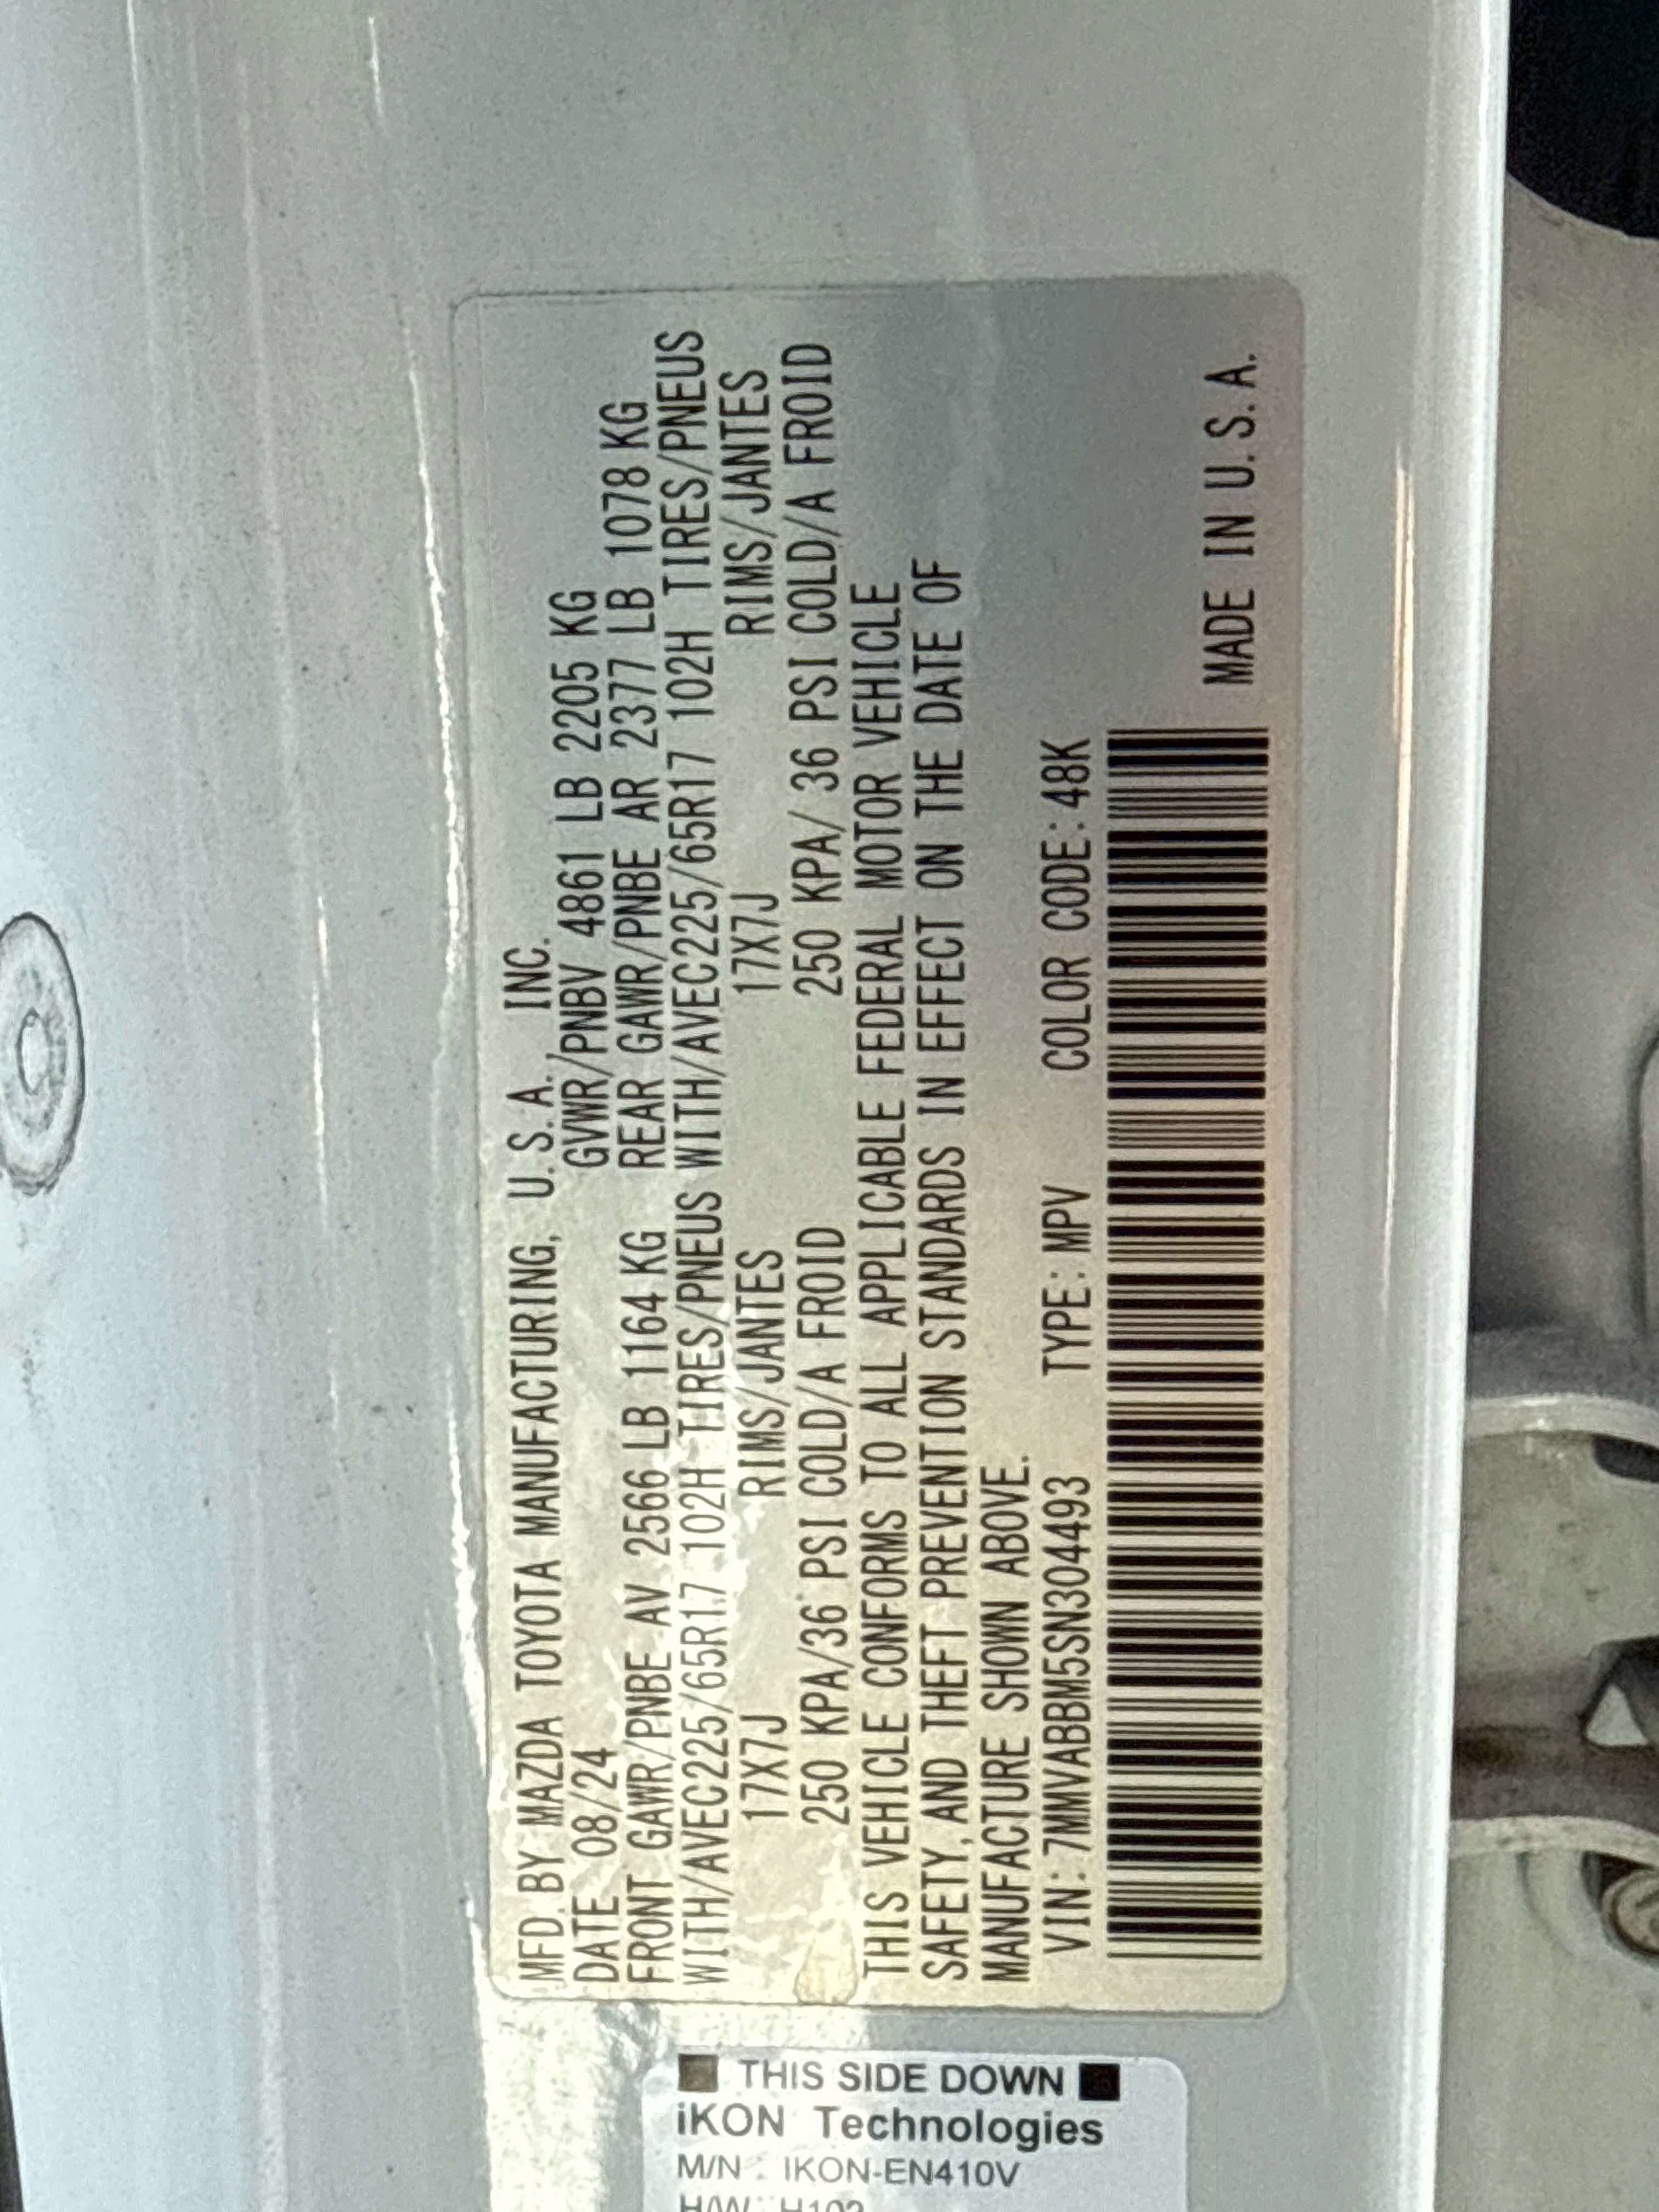 MFD. BY MAZDA TOYOTA MANUFACTURING, U.S.A., INC.
DATE 08/24 GVWR/PNBV 4861 LB 2205 KG
FRONT GAWR/PNBE AV 2566 LB 1164 KG REAR GAWR/PNBE AR 2377 LB 1078 KG
WITH/AVEC225/65R17 102H TIRES/PNEUS WITH/AVEC225/65R17 102H TIRES/PNEUS
17X7J RIMS/JANTES 17X7J RIMS/JANTES
250 KPA/36 PSI COLD/A FROID 250 KPA/ 36 PSI COLD/A FROID
THIS VEHICLE CONFORMS TO ALL APPLICABLE FEDERAL MOTOR VEHICLE
SAFETY, AND THEFT PREVENTION STANDARDS IN EFFECT ON THE DATE OF
MANUFACTURE SHOWN ABOVE.
VIN: 7MMVABBM5SN304493 TYPE: MPV COLOR CODE: 48K
MADE IN U.S.A.
THIS SIDE DOWN
iKON Technologies
M/N : IKON-EN410V
H/W : H102